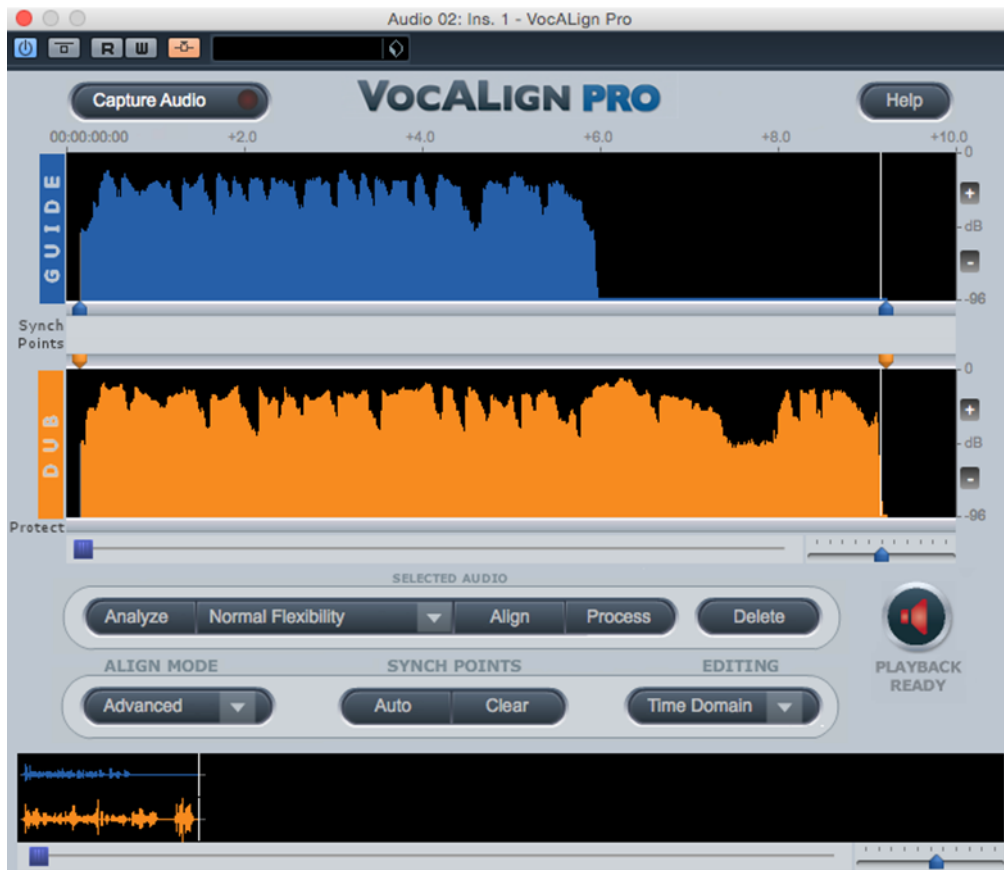 Audio 02: Ins. 1 - VocALign Pro
R W
Capture Audio
VOCALIGN PRO
Help
00:00:00:00 +2.0 +4.0 +6.0 +8.0 +10.0
GUIDE
0
+
dB
-
-96
Synch
Points
DUB
0
+
dB
-
-96
Protect
SELECTED AUDIO
Analyze Normal Flexibility Align Process Delete
ALIGN MODE SYNCH POINTS EDITING
PLAYBACK
READY
Advanced Auto Clear Time Domain